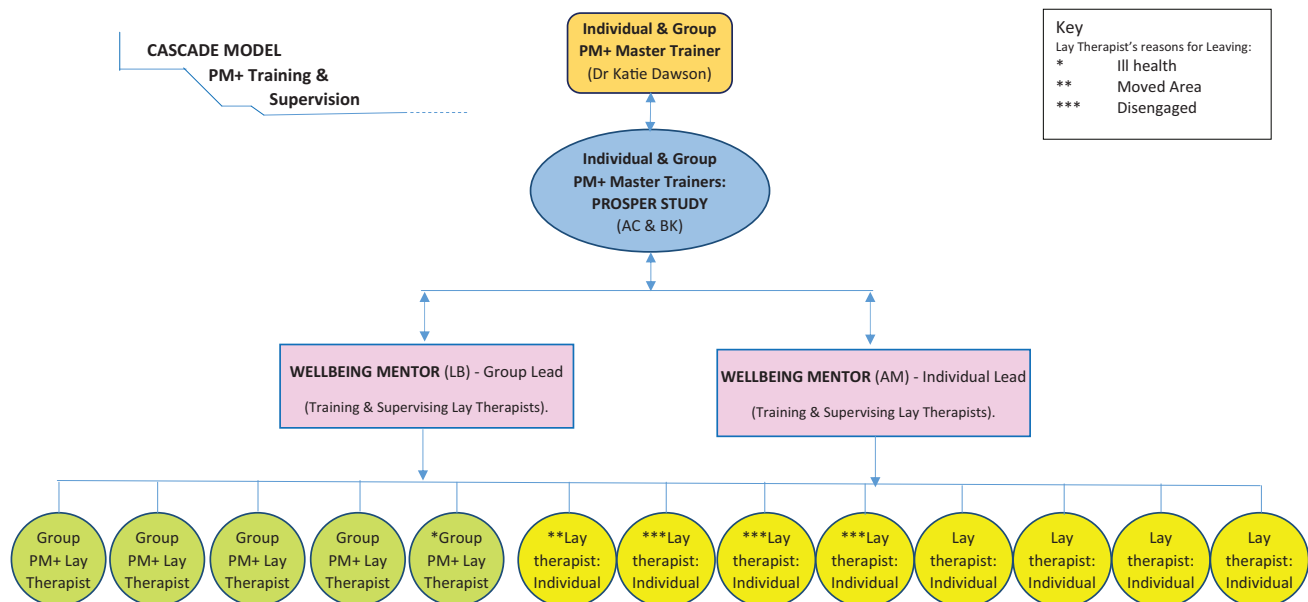 CASCADE MODEL
PM+ Training &
Supervision
Individual & Group
PM+ Master Trainer
(Dr Katie Dawson)
Key
Lay Therapist's reasons for Leaving:
* Ill health
** Moved Area
*** Disengaged
Individual & Group
PM+ Master Trainers:
PROSPER STUDY
(AC & BK)
WELLBEING MENTOR (LB) - Group Lead
(Training & Supervising Lay Therapists).
WELLBEING MENTOR (AM) - Individual Lead
(Training & Supervising Lay Therapists).
Group
PM+ Lay
Therapist
Group
PM+ Lay
Therapist
Group
PM+ Lay
Therapist
Group
PM+ Lay
Therapist
*Group
PM+ Lay
Therapist
**Lay
therapist:
Individual
***Lay
therapist:
Individual
***Lay
therapist:
Individual
***Lay
therapist:
Individual
Lay
therapist:
Individual
Lay
therapist:
Individual
Lay
therapist:
Individual
Lay
therapist:
Individual